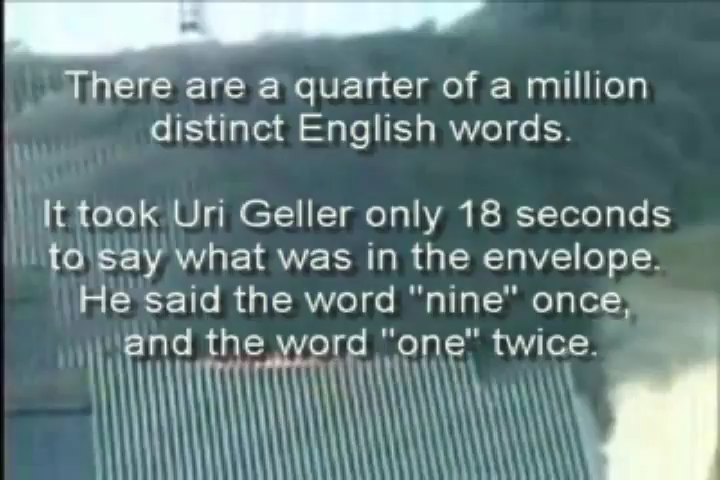 There are a quarter of a million
distinct English words.
It took Uri Geller only 18 seconds
to say what was in the envelope.
He said the word "nine" once,
and the word "one" twice.